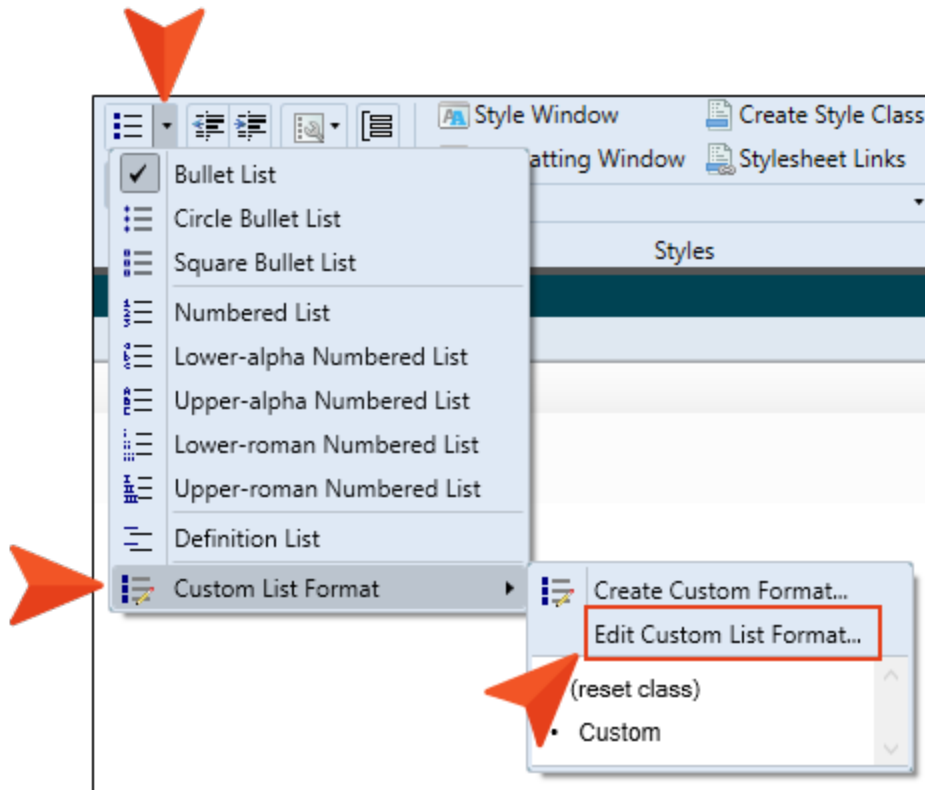 Style Window
Create Style Class
atting Window
Stylesheet Links
Styles
Bullet List
Circle Bullet List
Square Bullet List
Numbered List
Lower-alpha Numbered List
Upper-alpha Numbered List
Lower-roman Numbered List
Upper-roman Numbered List
Definition List
Custom List Format
Create Custom Format...
Edit Custom List Format...
(reset class)
• Custom